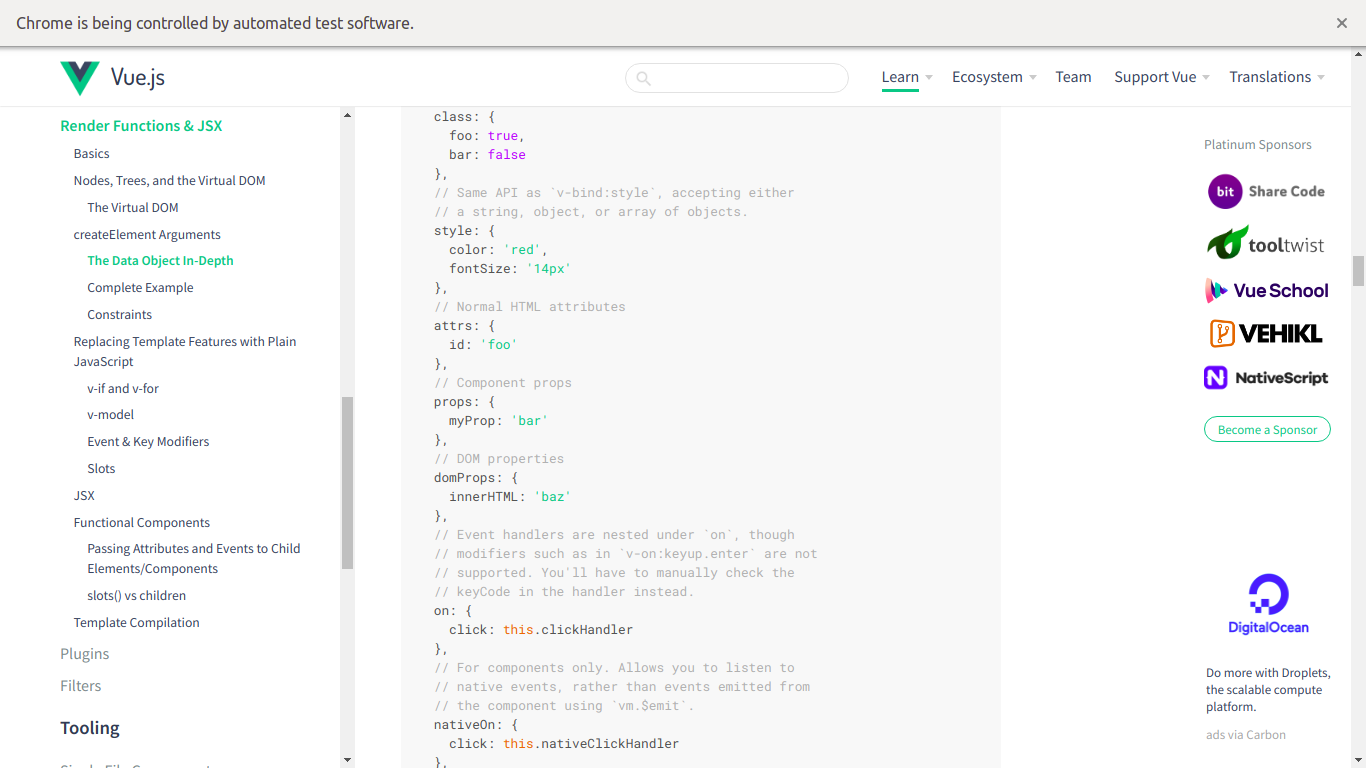 Chrome is being controlled by automated test software.
Vue.js
Learn
Ecosystem
Team
Support Vue
Translations
Render Functions & JSX
Basics
Nodes, Trees, and the Virtual DOM
The Virtual DOM
createElement Arguments
The Data Object In-Depth
Complete Example
Constraints
Replacing Template Features with Plain
JavaScript
v-if and v-for
v-model
Event & Key Modifiers
Slots
JSX
Functional Components
Passing Attributes and Events to Child
Elements/Components
slots() vs children
Template Compilation
Plugins
Filters
Tooling
class: {
foo: true,
bar: false
},
// Same API as `v-bind:style`, accepting either
// a string, object, or array of objects.
style: {
color: 'red',
fontSize: '14px'
},
// Normal HTML attributes
attrs: {
id: 'foo'
},
// Component props
props: {
myProp: 'bar'
},
// DOM properties
domProps: {
innerHTML: 'baz'
},
// Event handlers are nested under `on`, though
// modifiers such as in `v-on:keyup.enter` are not
// supported. You'll have to manually check the
// keyCode in the handler instead.
on: {
click: this.clickHandler
},
// For components only. Allows you to listen to
// native events, rather than events emitted from
// the component using `vm.$emit`.
nativeOn: {
click: this.nativeClickHandler
},
Platinum Sponsors
bit Share Code
tooltwist
Vue School
VEHIKL
NativeScript
Become a Sponsor
DigitalOcean
Do more with Droplets,
the scalable compute
platform.
ads via Carbon